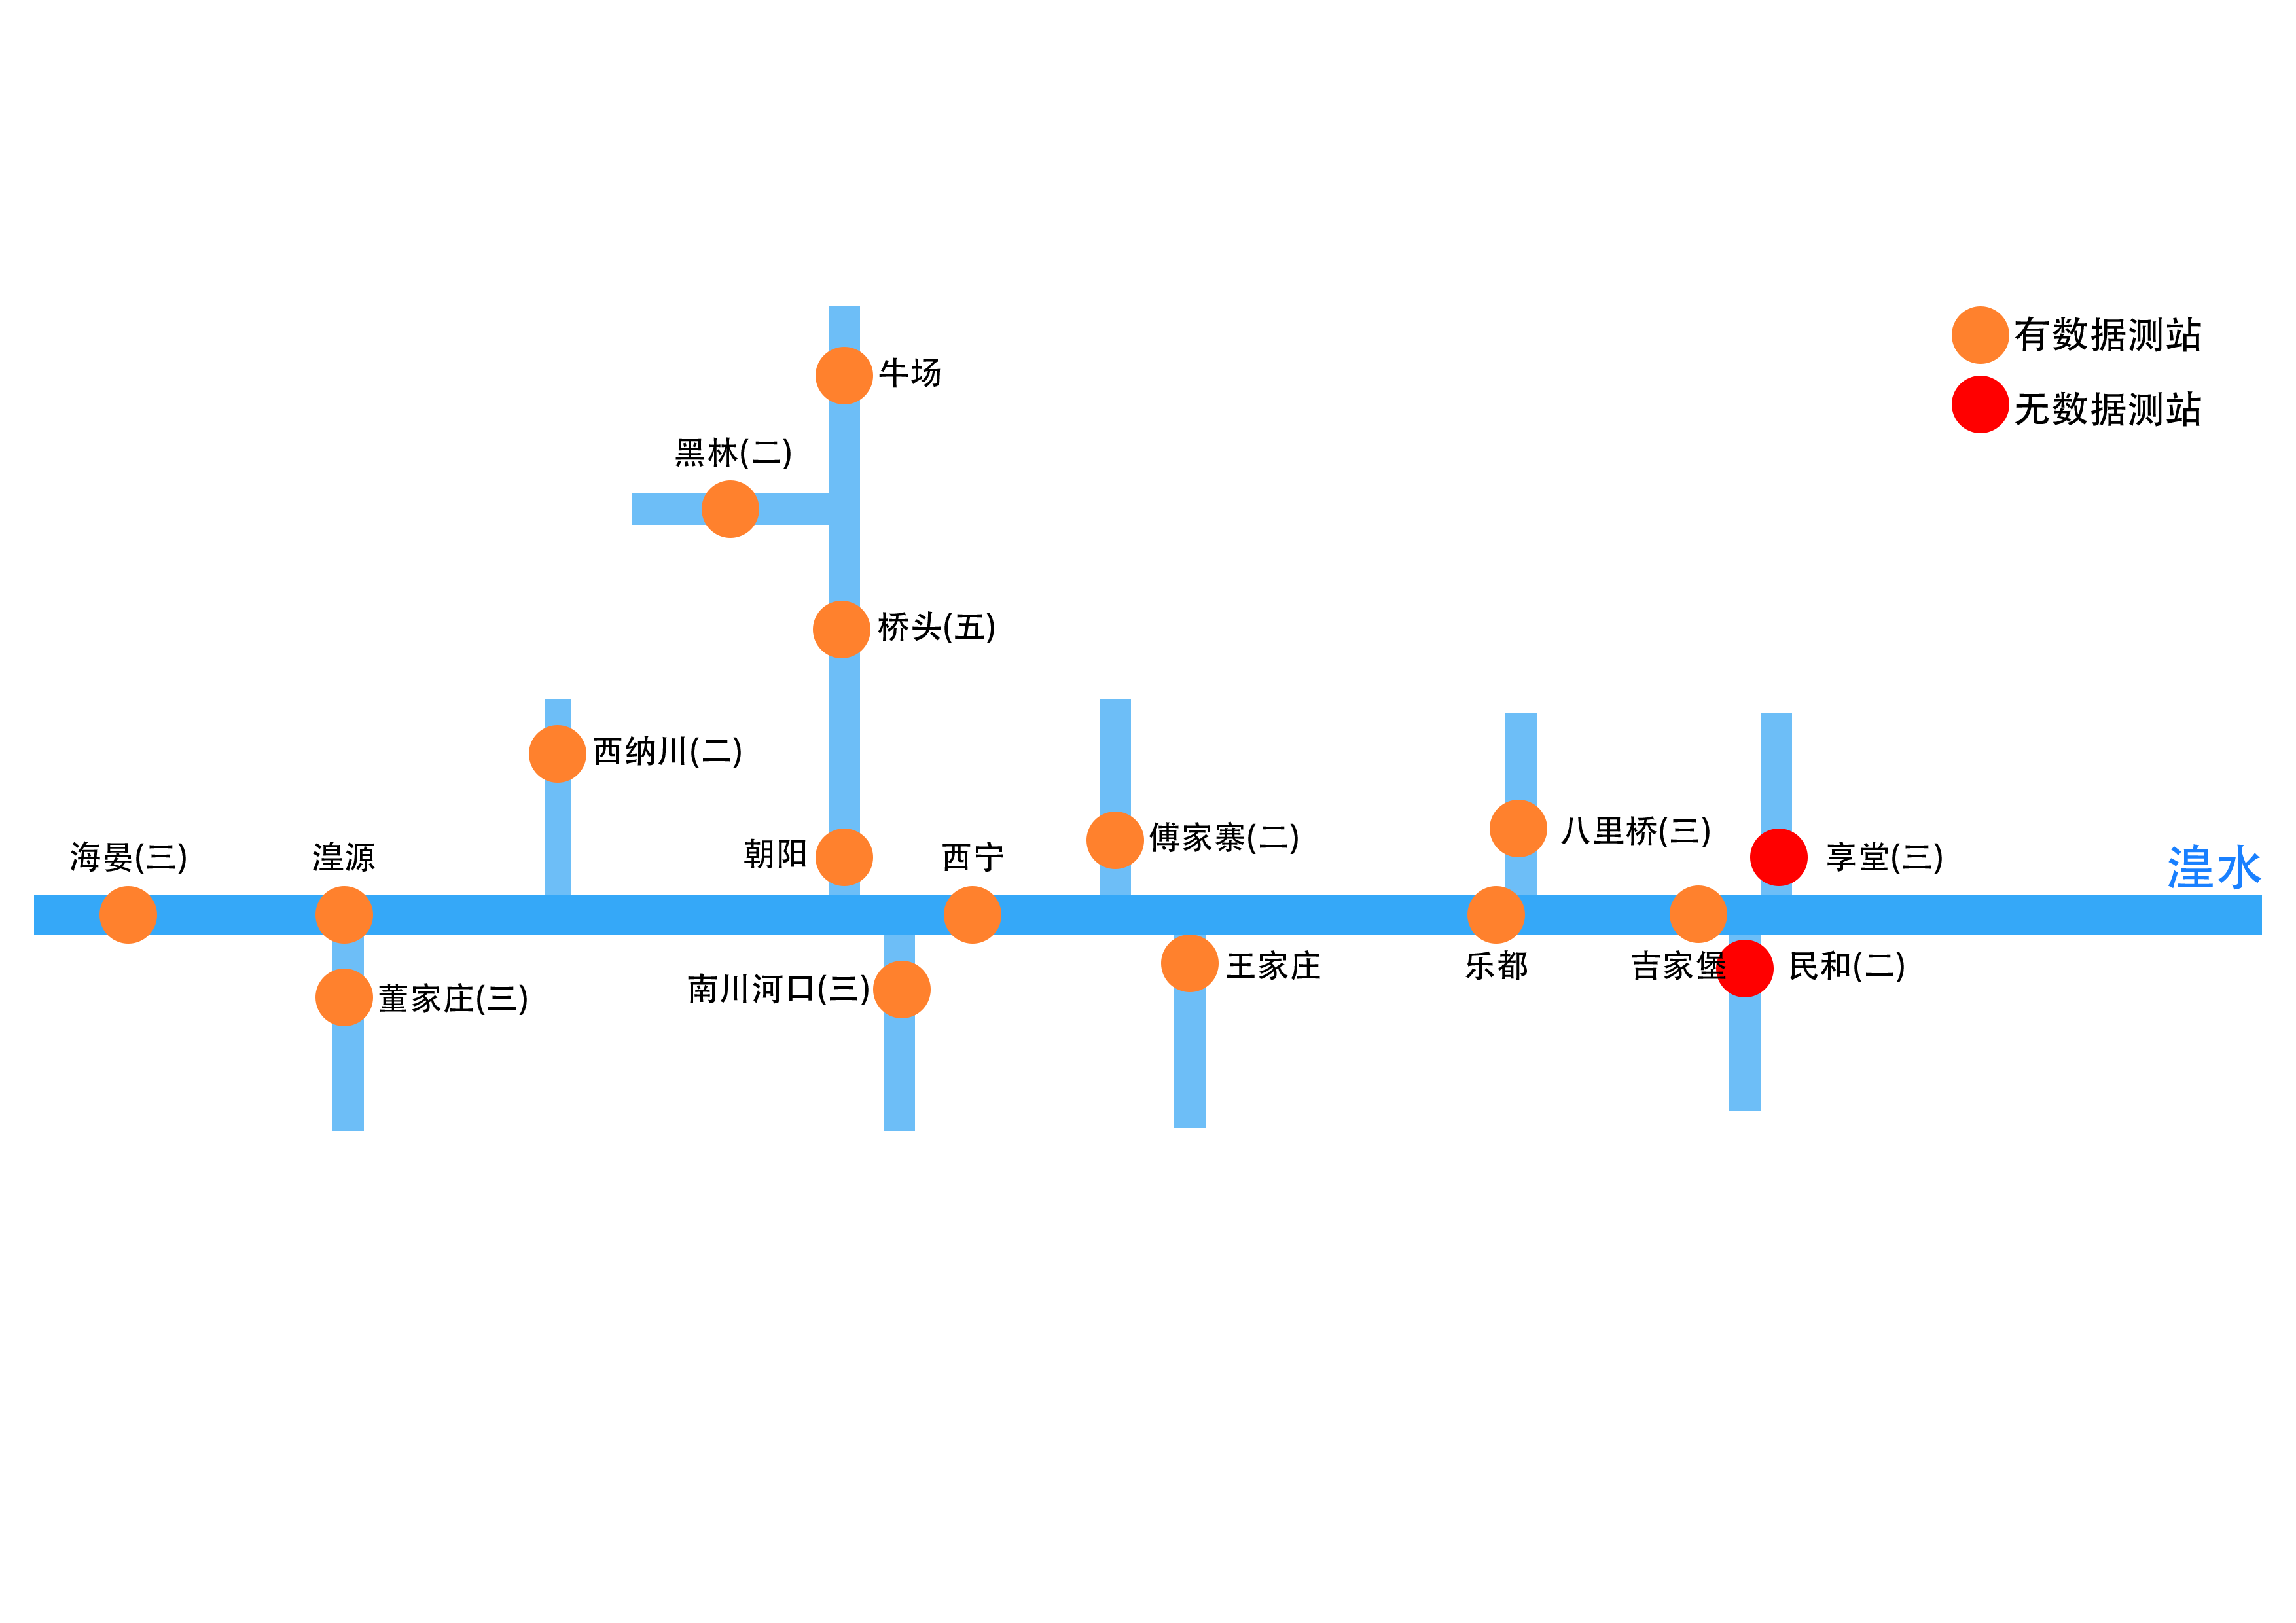 有数据测站
无数据测站
牛场
黑林(二)
桥头(五)
西纳川(二)
海晏(三)
湟源
朝阳
西宁
傅家寨(二)
八里桥(三)
享堂(三)
湟水
董家庄(三)
南川河口(三)
王家庄
乐都
吉家堡
民和(二)